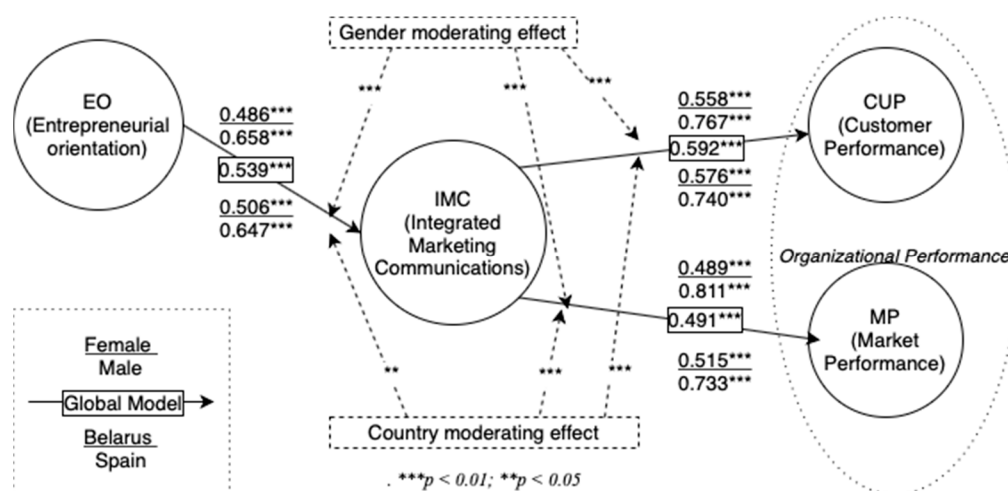 Gender moderating effect
EO
(Entrepreneurial
orientation)
0.486***
0.658***
0.539***
0.506***
0.647***
***
***
***
IMC
(Integrated
Marketing
Communications)
0.558***
0.767***
0.592***
0.576***
0.740***
CUP
(Customer
Performance)
Organizational Performance
0.489***
0.811***
0.491***
0.515***
0.733***
MP
(Market
Performance)
**
***
***
Country moderating effect
Female
Male
Global Model
Belarus
Spain
. ***p < 0.01; **p < 0.05